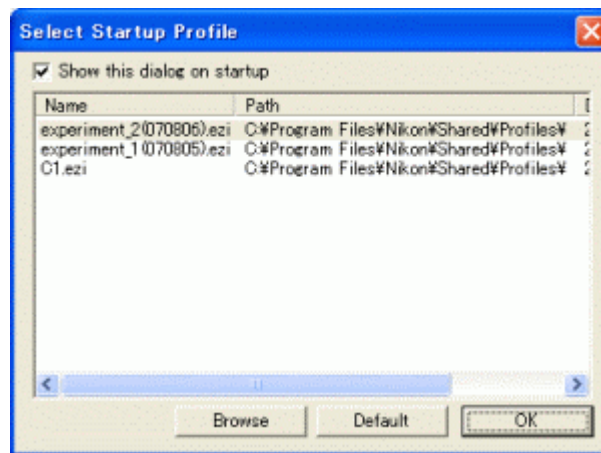 Select Startup Profile
Show this dialog on startup
Name Path
experiment_2(070806).ezi C:¥Program Files¥Nikon¥Shared¥Profiles¥
experiment_1(070805).ezi C:¥Program Files¥Nikon¥Shared¥Profiles¥
C1.ezi C:¥Program Files¥Nikon¥Shared¥Profiles¥
Browse Default OK